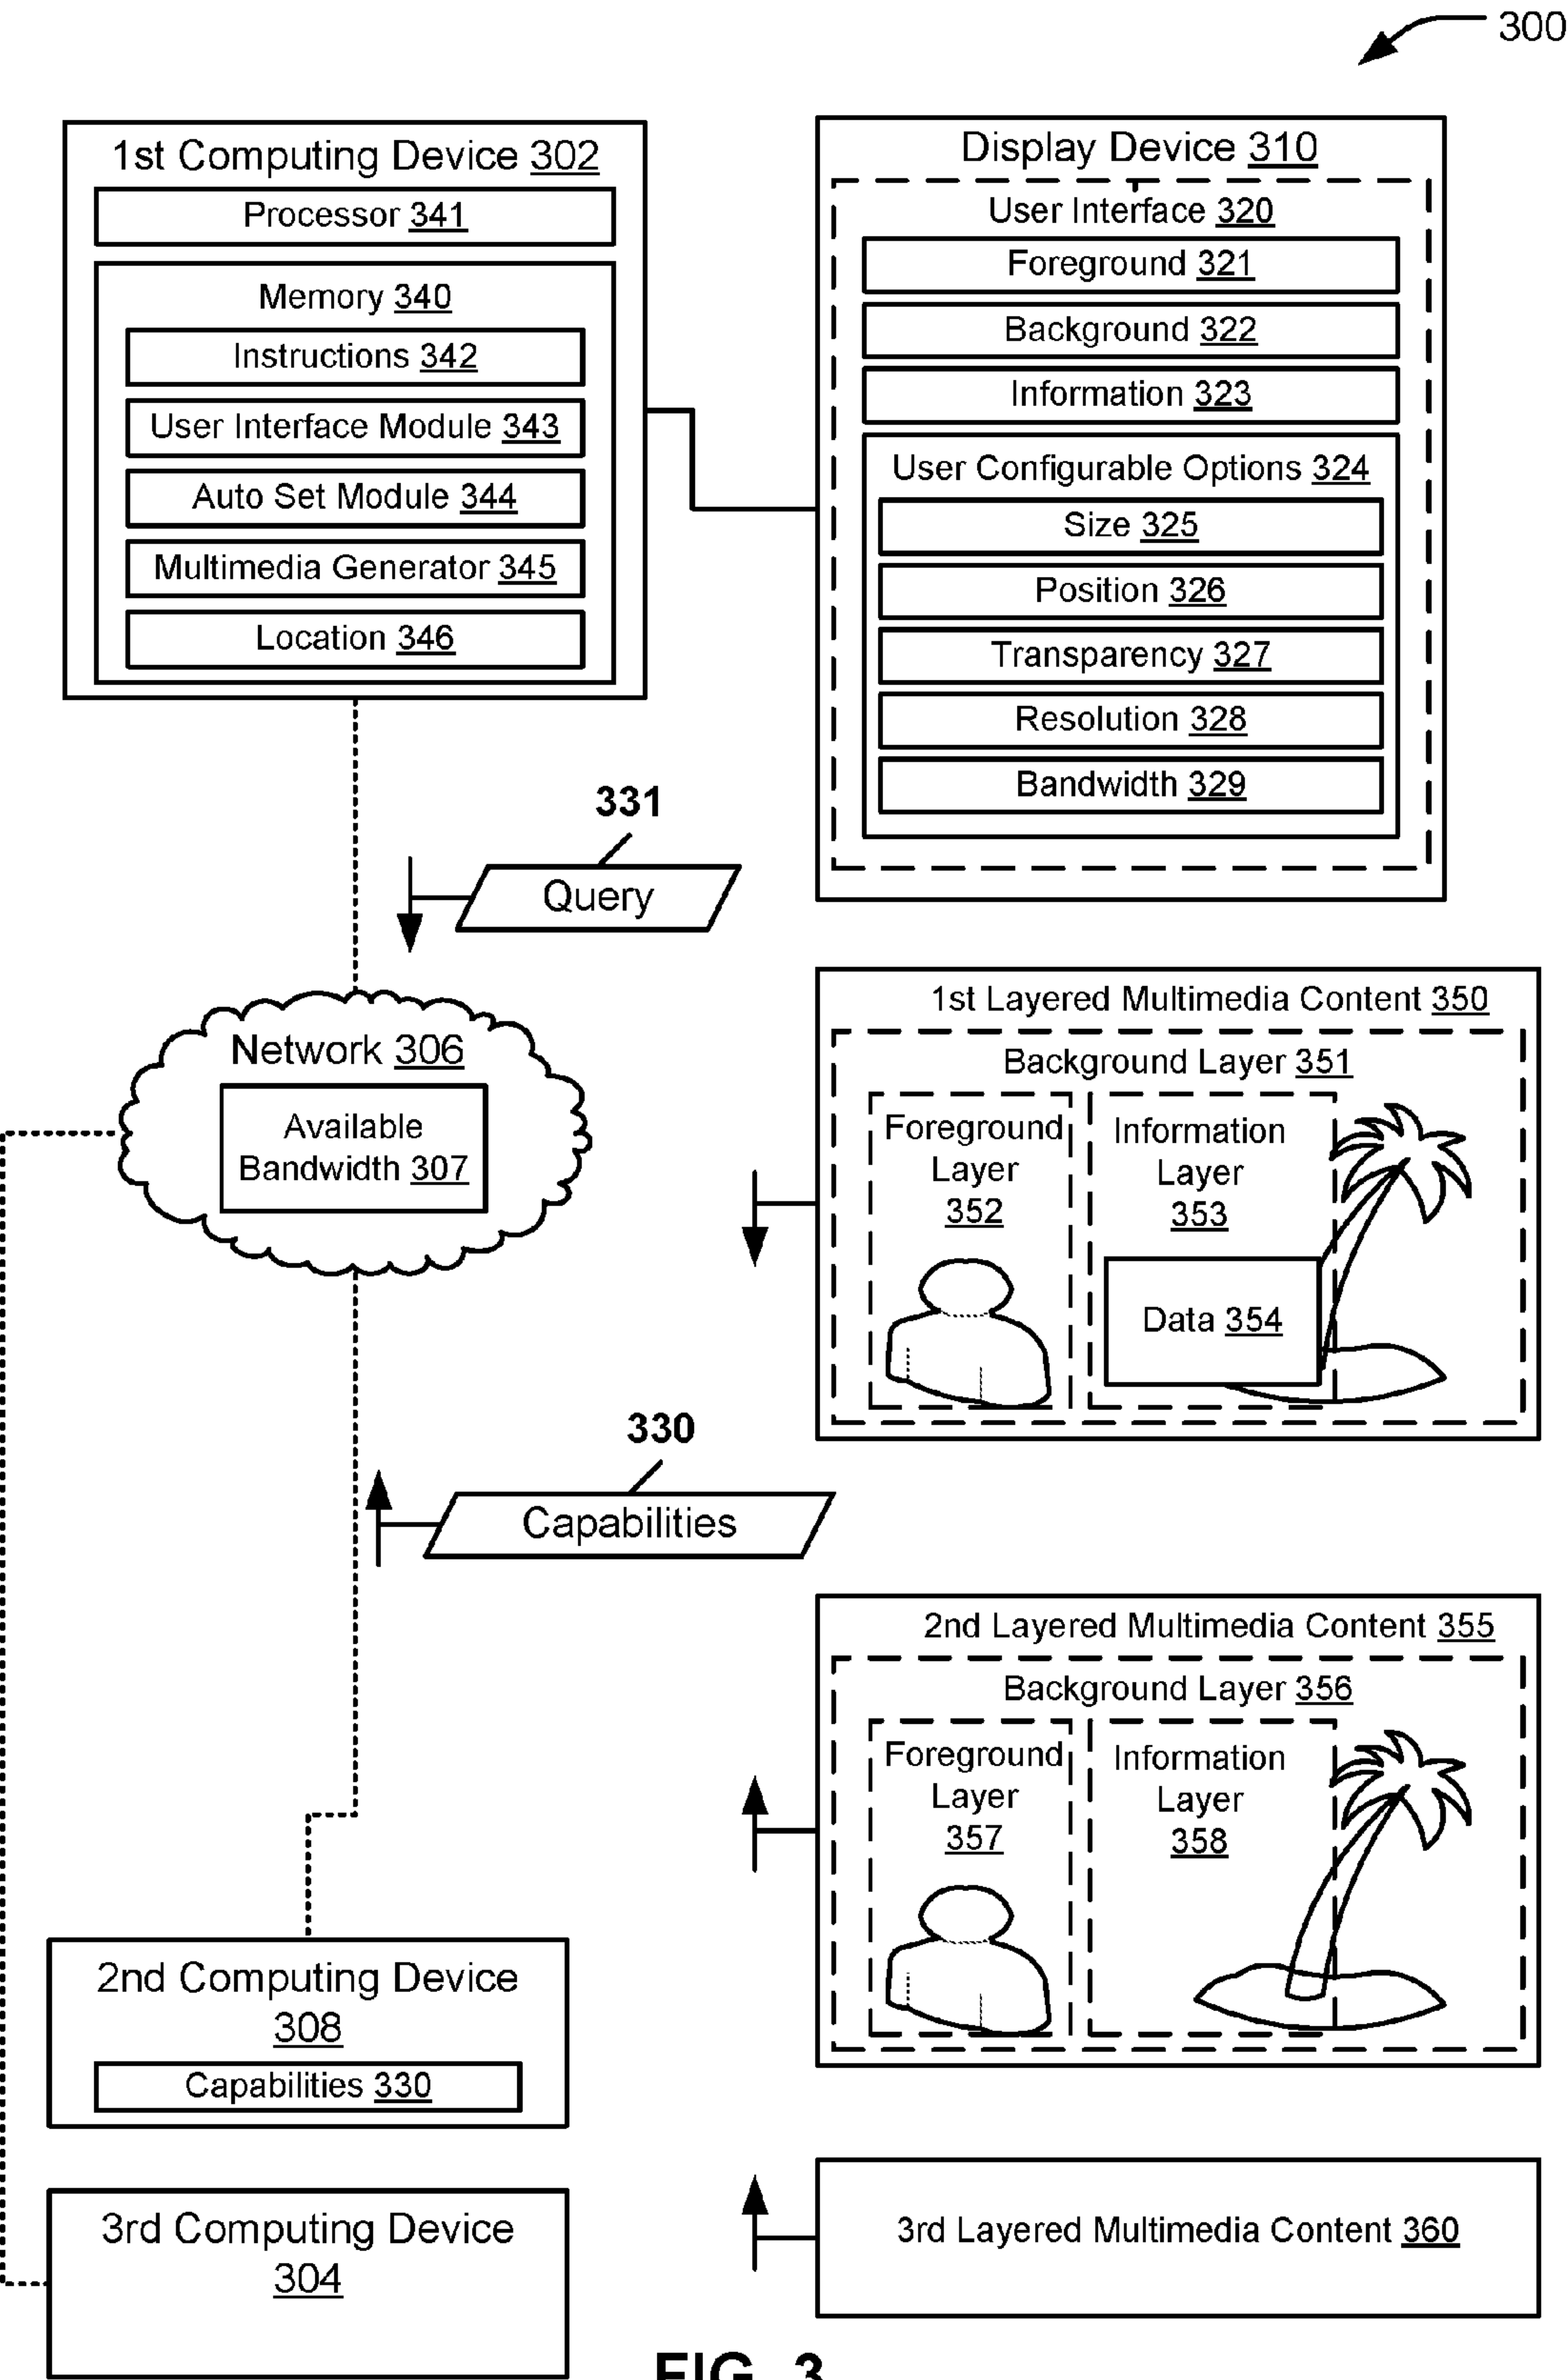 300
1st Computing Device 302
Processor 341
Memory 340
Instructions 342
User Interface Module 343
Auto Set Module 344
Multimedia Generator 345
Location 346
Display Device 310
User Interface 320
Foreground 321
Background 322
Information 323
User Configurable Options 324
Size 325
Position 326
Transparency 327
Resolution 328
Bandwidth 329
331
Query
Network 306
Available
Bandwidth 307
1st Layered Multimedia Content 350
Background Layer 351
Foreground
Layer
352
Information
Layer
353
Data 354
330
Capabilities
2nd Layered Multimedia Content 355
Background Layer 356
Foreground
Layer
357
Information
Layer
358
2nd Computing Device
308
Capabilities 330
3rd Computing Device
304
3rd Layered Multimedia Content 360
FIG. 3